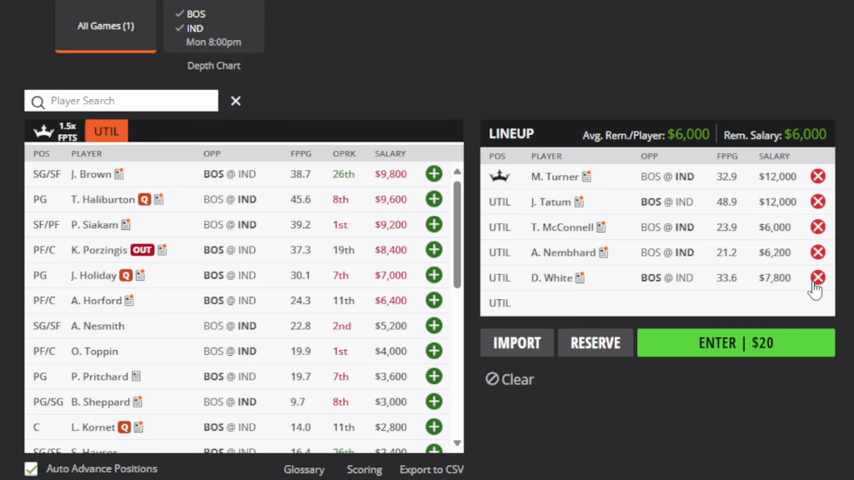 All Games (1)
BOS
IND
Mon 8:00pm
Depth Chart
Player Search
1.5x FPTS UTIL
POS PLAYER OPP FPPG OPRK SALARY
SG/SF J. Brown BOS @ IND 38.7 26th $9,800
PG T. Haliburton Q BOS @ IND 45.6 8th $9,600
SF/PF P. Siakam BOS @ IND 39.2 1st $9,200
PF/C K. Porzingis OUT BOS @ IND 37.3 19th $8,400
PG J. Holiday Q BOS @ IND 30.1 7th $7,000
PF/C A. Horford BOS @ IND 24.3 11th $6,400
SG/SF A. Nesmith BOS @ IND 22.8 2nd $5,200
PF/C O. Toppin BOS @ IND 19.9 1st $4,000
PG P. Pritchard BOS @ IND 19.7 7th $3,600
PG/SG B. Sheppard BOS @ IND 9.7 8th $3,000
C L. Kornet Q BOS @ IND 14.0 11th $2,800
SG/SF S. Hauser BOS @ IND 16.4 26th $2,400
Auto Advance Positions Glossary Scoring Export to CSV
LINEUP Avg. Rem./Player: $6,000 Rem. Salary: $6,000
POS PLAYER OPP FPPG SALARY
M. Turner BOS @ IND 32.9 $12,000
UTIL J. Tatum BOS @ IND 48.9 $12,000
UTIL T. McConnell BOS @ IND 23.9 $6,000
UTIL A. Nembhard BOS @ IND 21.2 $6,200
UTIL D. White BOS @ IND 33.6 $7,800
UTIL
IMPORT RESERVE ENTER | $20
Clear